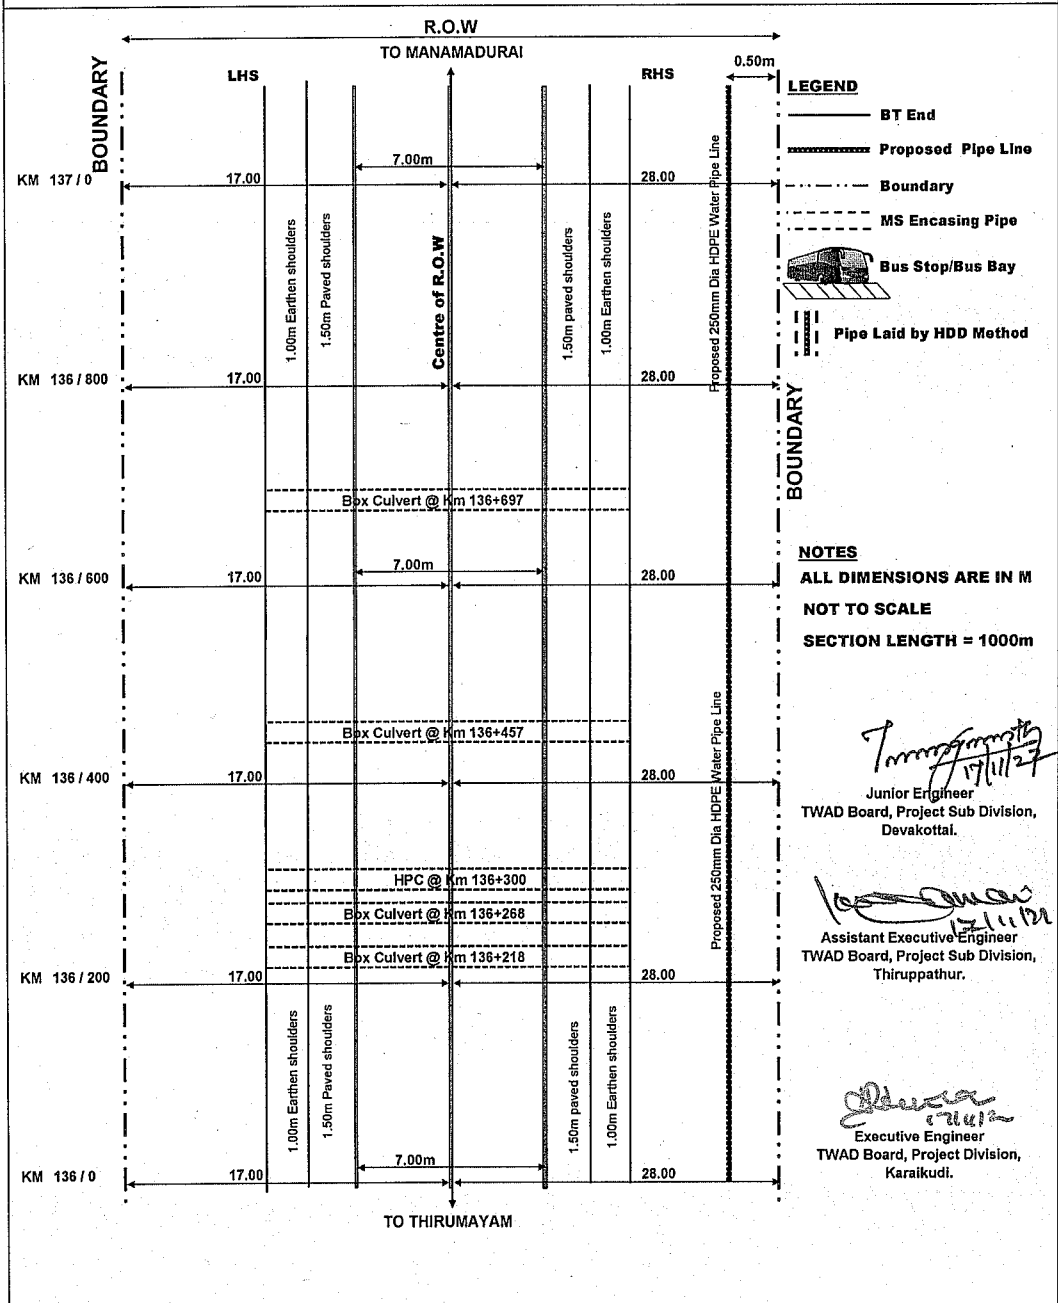 R.O.W
TO MANAMADURAI
BOUNDARY
LHS
RHS
0.50m
7.00m
KM 137 / 0
17.00
28.00
1.00m Earthen shoulders
1.50m Paved shoulders
Centre of R.O.W
1.50m paved shoulders
1.00m Earthen shoulders
Proposed 250mm Dia HDPE Water Pipe Line
KM 136 / 800
17.00
28.00
Box Culvert @ Km 136+697
7.00m
KM 136 / 600
17.00
28.00
Box Culvert @ Km 136+457
KM 136 / 400
17.00
28.00
Proposed 250mm Dia HDPE Water Pipe Line
HPC @ Km 136+300
Box Culvert @ Km 136+268
Box Culvert @ Km 136+218
KM 136 / 200
17.00
28.00
1.00m Earthen shoulders
1.50m Paved shoulders
1.50m paved shoulders
1.00m Earthen shoulders
7.00m
KM 136 / 0
17.00
28.00
TO THIRUMAYAM
LEGEND
BT End
Proposed Pipe Line
Boundary
MS Encasing Pipe
Bus Stop/Bus Bay
Pipe Laid by HDD Method
BOUNDARY
NOTES
ALL DIMENSIONS ARE IN M
NOT TO SCALE
SECTION LENGTH = 1000m
Junior Engineer
TWAD Board, Project Sub Division,
Devakottai.
Assistant Executive Engineer
TWAD Board, Project Sub Division,
Thiruppathur.
Executive Engineer
TWAD Board, Project Division,
Karaikudi.